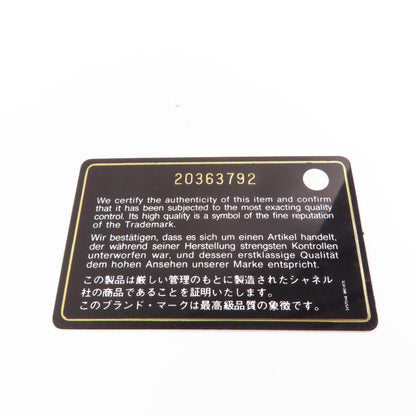 20363792
We certify the authenticity of this item and confirm
that it has been subjected to the most exacting quality
control. Its high quality is a symbol of the fine reputation
of the Trademark.
Wir bestätigen, dass es sich um einen Artikel handelt,
der während seiner Herstellung strengsten Kontrollen
unterworfen war, und dessen erstklassige Qualität
dem hohen Ansehen unserer Marke entspricht.
この製品は厳しい管理のもとに製造されたシャネル
社の商品であることを証明いたします。
このブランド・マークは最高級品質の象徴です。